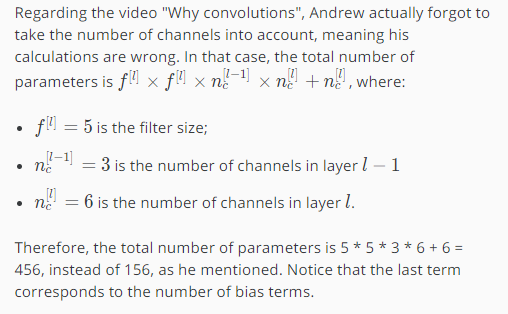 Regarding the video "Why convolutions", Andrew actually forgot to
take the number of channels into account, meaning his
calculations are wrong. In that case, the total number of
parameters is f^{[l]} × f^{[l]} × n_c^{[l−1]} × n_c^{[l]} + n_c^{[l]}, where:
• f^{[l]} = 5 is the filter size;
• n_c^{[l−1]} = 3 is the number of channels in layer l − 1
• n_c^{[l]} = 6 is the number of channels in layer l.
Therefore, the total number of parameters is 5 * 5 * 3 * 6 + 6 =
456, instead of 156, as he mentioned. Notice that the last term
corresponds to the number of bias terms.